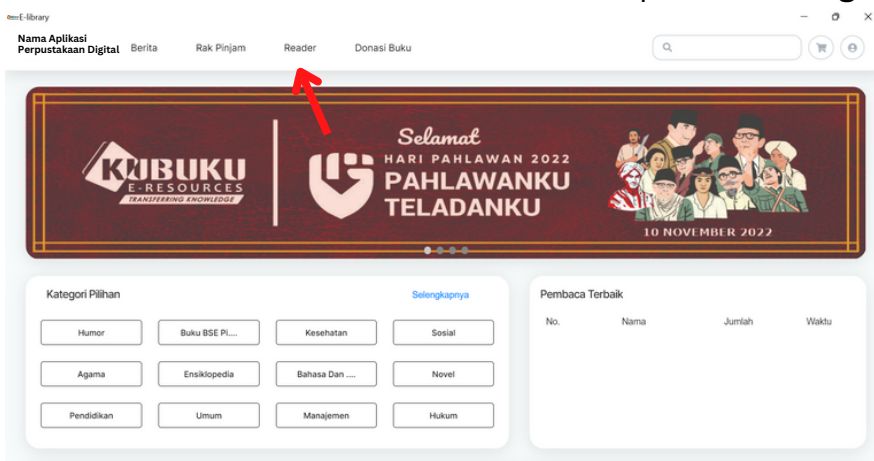 E-library
Nama Aplikasi
Perpustakaan Digital
Berita Rak Pinjam Reader Donasi Buku
KUBUKU
E-RESOURCES
TRANSFERRING KNOWLEDGE
Selamat
HARI PAHLAWAN 2022
PAHLAWANKU
TELADANKU
10 NOVEMBER 2022
Kategori Pilihan Selengkapnya
Humor Buku BSE Pi.... Kesehatan Sosial
Agama Ensiklopedia Bahasa Dan .... Novel
Pendidikan Umum Manajemen Hukum
Pembaca Terbaik
No. Nama Jumlah Waktu